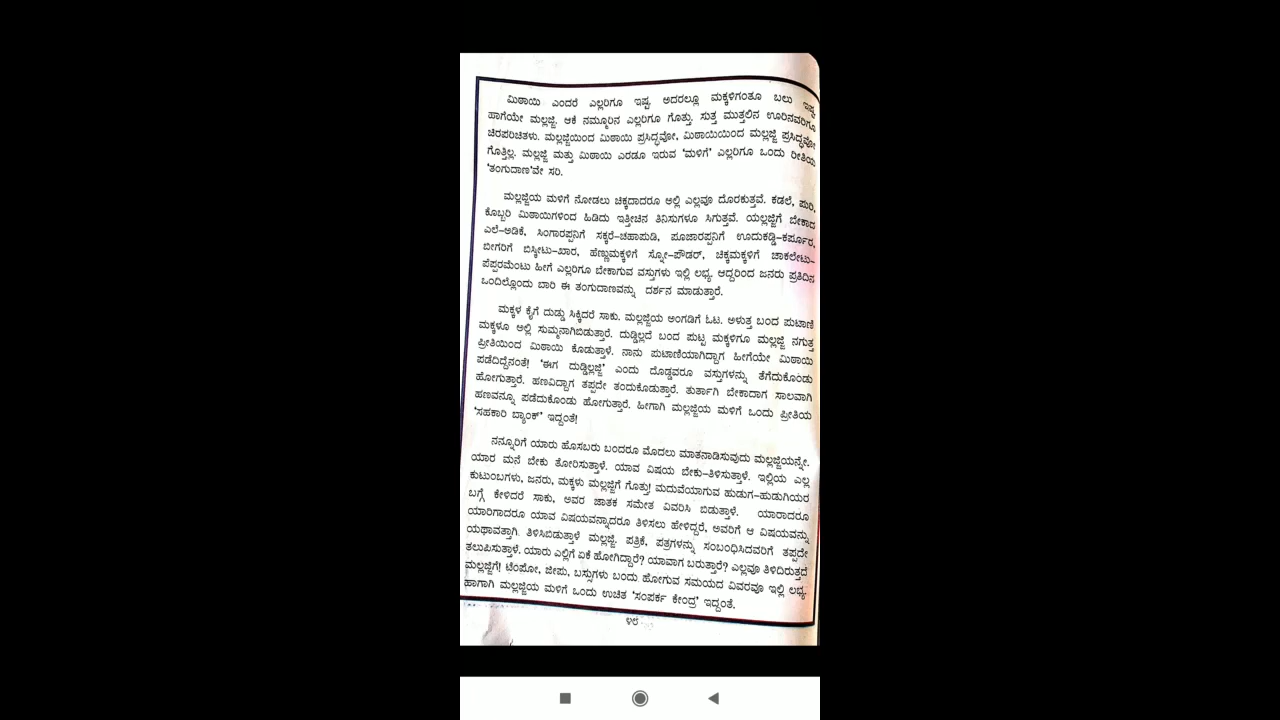 ಮಿಠಾಯಿ ಎಂದರೆ ಎಲ್ಲರಿಗೂ ಇಷ್ಟ. ಅದರಲ್ಲೂ ಮಕ್ಕಳಿಗಂತೂ ಬಲು ಇಷ್ಟ.
ಹಾಗೆಯೇ ಮಲ್ಲಜ್ಜಿ. ಆಕೆ ನಮ್ಮೂರಿನ ಎಲ್ಲರಿಗೂ ಗೊತ್ತು. ಸುತ್ತ ಮುತ್ತಲಿನ ಊರಿನವರಿಗೂ
ಚಿರಪರಿಚಿತಳು. ಮಲ್ಲಜ್ಜಿಯಿಂದ ಮಿಠಾಯಿ ಪ್ರಸಿದ್ಧವೋ, ಮಿಠಾಯಿಯಿಂದ ಮಲ್ಲಜ್ಜಿ ಪ್ರಸಿದ್ಧವೋ
ಗೊತ್ತಿಲ್ಲ. ಮಲ್ಲಜ್ಜಿ ಮತ್ತು ಮಿಠಾಯಿ ಎರಡೂ ಇರುವ ‘ಮಳಿಗೆ’ ಎಲ್ಲರಿಗೂ ಒಂದು ರೀತಿಯ
‘ತಂಗುದಾಣ’ವೇ ಸರಿ.
ಮಲ್ಲಜ್ಜಿಯ ಮಳಿಗೆ ನೋಡಲು ಚಿಕ್ಕದಾದರೂ ಅಲ್ಲಿ ಎಲ್ಲವೂ ದೊರಕುತ್ತವೆ. ಕಡಲೆ, ಪುರಿ,
ಕೊಬ್ಬರಿ ಮಿಠಾಯಿಗಳಿಂದ ಹಿಡಿದು ಇತ್ತೀಚಿನ ತಿನಿಸುಗಳೂ ಸಿಗುತ್ತವೆ. ಯಲ್ಲಜ್ಜಿಗೆ ಬೇಕಾದ
ಎಲೆ–ಅಡಿಕೆ, ಸಿಂಗಾರಪ್ಪನಿಗೆ ಸಕ್ಕರೆ–ಚಹಾಪುಡಿ, ಪೂಜಾರಪ್ಪನಿಗೆ ಊದುಕಡ್ಡಿ–ಕರ್ಪೂರ,
ಬೀಗರಿಗೆ ಬಿಸ್ಕೀಟು–ಖಾರ, ಹೆಣ್ಣುಮಕ್ಕಳಿಗೆ ಸ್ನೋ–ಪೌಡರ್, ಚಿಕ್ಕಮಕ್ಕಳಿಗೆ ಚಾಕಲೇಟು–
ಪೆಪ್ಪರಮೆಂಟು ಹೀಗೆ ಎಲ್ಲರಿಗೂ ಬೇಕಾಗುವ ವಸ್ತುಗಳು ಇಲ್ಲಿ ಲಭ್ಯ. ಆದ್ದರಿಂದ ಜನರು ಪ್ರತಿದಿನ
ಒಂದಿಲ್ಲೊಂದು ಬಾರಿ ಈ ತಂಗುದಾಣವನ್ನು ದರ್ಶನ ಮಾಡುತ್ತಾರೆ.
ಮಕ್ಕಳ ಕೈಗೆ ದುಡ್ಡು ಸಿಕ್ಕಿದರೆ ಸಾಕು. ಮಲ್ಲಜ್ಜಿಯ ಅಂಗಡಿಗೆ ಓಟ. ಅಳುತ್ತ ಬಂದ ಪುಟಾಣಿ
ಮಕ್ಕಳೂ ಅಲ್ಲಿ ಸುಮ್ಮನಾಗಿಬಿಡುತ್ತಾರೆ. ದುಡ್ಡಿಲ್ಲದೆ ಬಂದ ಪುಟ್ಟ ಮಕ್ಕಳಿಗೂ ಮಲ್ಲಜ್ಜಿ ನಗುತ್ತ
ಪ್ರೀತಿಯಿಂದ ಮಿಠಾಯಿ ಕೊಡುತ್ತಾಳೆ. ನಾನು ಪುಟಾಣಿಯಾಗಿದ್ದಾಗ ಹೀಗೆಯೇ ಮಿಠಾಯಿ
ಪಡೆದಿದ್ದೆನಂತೆ! ‘ಈಗ ದುಡ್ಡಿಲ್ಲಜ್ಜಿ’ ಎಂದು ದೊಡ್ಡವರೂ ವಸ್ತುಗಳನ್ನು ತೆಗೆದುಕೊಂಡು
ಹೋಗುತ್ತಾರೆ. ಹಣವಿದ್ದಾಗ ತಪ್ಪದೇ ತಂದುಕೊಡುತ್ತಾರೆ. ತುರ್ತಾಗಿ ಬೇಕಾದಾಗ ಸಾಲವಾಗಿ
ಹಣವನ್ನೂ ಪಡೆದುಕೊಂಡು ಹೋಗುತ್ತಾರೆ. ಹೀಗಾಗಿ ಮಲ್ಲಜ್ಜಿಯ ಮಳಿಗೆ ಒಂದು ಪ್ರೀತಿಯ
‘ಸಹಕಾರಿ ಬ್ಯಾಂಕ್’ ಇದ್ದಂತೆ!
ನನ್ನೂರಿಗೆ ಯಾರು ಹೊಸಬರು ಬಂದರೂ ಮೊದಲು ಮಾತನಾಡಿಸುವುದು ಮಲ್ಲಜ್ಜಿಯನ್ನೇ.
ಯಾರ ಮನೆ ಬೇಕು ತೋರಿಸುತ್ತಾಳೆ. ಯಾವ ವಿಷಯ ಬೇಕು–ತಿಳಿಸುತ್ತಾಳೆ. ಇಲ್ಲಿಯ ಎಲ್ಲ
ಕುಟುಂಬಗಳು, ಜನರು, ಮಕ್ಕಳು ಮಲ್ಲಜ್ಜಿಗೆ ಗೊತ್ತು! ಮದುವೆಯಾಗುವ ಹುಡುಗ–ಹುಡುಗಿಯರ
ಬಗ್ಗೆ ಕೇಳಿದರೆ ಸಾಕು, ಅವರ ಜಾತಕ ಸಮೇತ ವಿವರಿಸಿ ಬಿಡುತ್ತಾಳೆ. ಯಾರಾದರೂ
ಯಾರಿಗಾದರೂ ಯಾವ ವಿಷಯವನ್ನಾದರೂ ತಿಳಿಸಲು ಹೇಳಿದ್ದರೆ, ಅವರಿಗೆ ಆ ವಿಷಯವನ್ನು
ಯಥಾವತ್ತಾಗಿ ತಿಳಿಸಿಬಿಡುತ್ತಾಳೆ ಮಲ್ಲಜ್ಜಿ. ಪತ್ರಿಕೆ, ಪತ್ರಗಳನ್ನು ಸಂಬಂಧಿಸಿದವರಿಗೆ ತಪ್ಪದೇ
ತಲುಪಿಸುತ್ತಾಳೆ. ಯಾರು ಎಲ್ಲಿಗೆ ಏಕೆ ಹೋಗಿದ್ದಾರೆ? ಯಾವಾಗ ಬರುತ್ತಾರೆ? ಎಲ್ಲವೂ ತಿಳಿದಿರುತ್ತದೆ
ಮಲ್ಲಜ್ಜಿಗೆ! ಟೆಂಪೋ, ಜೀಪು, ಬಸ್ಸುಗಳು ಬಂದು ಹೋಗುವ ಸಮಯದ ವಿವರವೂ ಇಲ್ಲಿ ಲಭ್ಯ.
ಹಾಗಾಗಿ ಮಲ್ಲಜ್ಜಿಯ ಮಳಿಗೆ ಒಂದು ಉಚಿತ ‘ಸಂಪರ್ಕ ಕೇಂದ್ರ’ ಇದ್ದಂತೆ.
೪೮